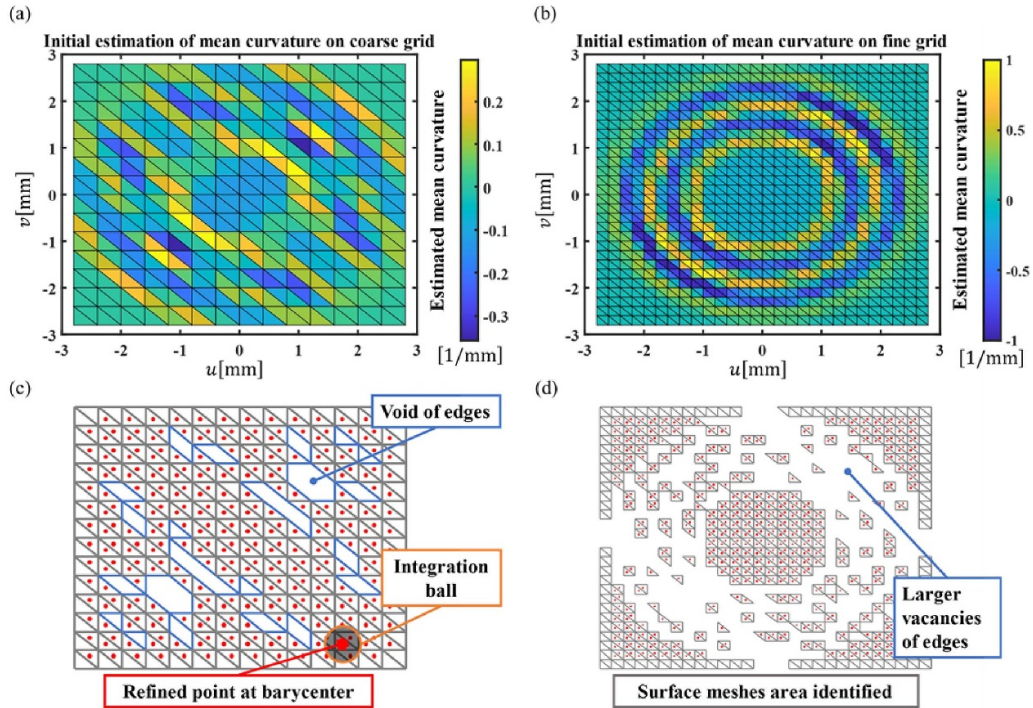 (a)
Initial estimation of mean curvature on coarse grid
3
2
1
0
-1
-2
-3
v[mm]
-3
-2
-1
0
1
2
3
u[mm]
0.2
0.1
0
-0.1
-0.2
-0.3
Estimated mean curvature
[1/mm]
(b)
Initial estimation of mean curvature on fine grid
3
2
1
0
-1
2
-3
v[mm]
-3
-2
-1
0
1
2
3
u[mm]
1
0.5
0
-0.5
-1
Estimated mean curvature
[1/mm]
(c)
Void of edges
Integration
ball
Refined point at barycenter
(d)
Larger
vacancies
of edges
Surface meshes area identified